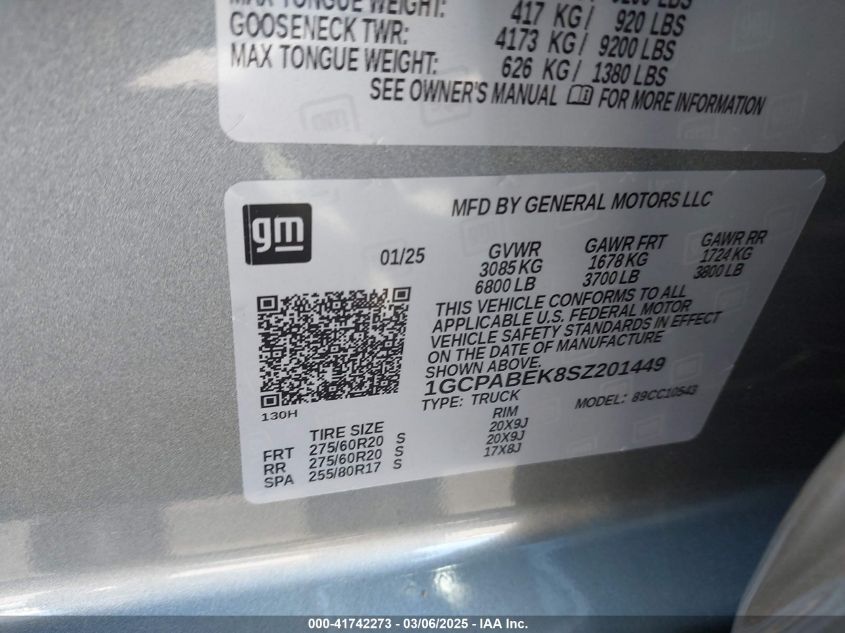 MAX TONGUE WEIGHT: 417 KG / 920 LBS
GOOSENECK TWR: 4173 KG / 9200 LBS
MAX TONGUE WEIGHT: 626 KG / 1380 LBS
SEE OWNER'S MANUAL FOR MORE INFORMATION
gm
MFD BY GENERAL MOTORS LLC
01/25 GVWR GAWR FRT GAWR RR
3085 KG 1678 KG 1724 KG
6800 LB 3700 LB 3800 LB
THIS VEHICLE CONFORMS TO ALL
APPLICABLE U.S. FEDERAL MOTOR
VEHICLE SAFETY STANDARDS IN EFFECT
ON THE DATE OF MANUFACTURE
SHOWN ABOVE.
1GCPABEK8SZ201449
TYPE: TRUCK MODEL: 89CC10543
130H
TIRE SIZE RIM
FRT 275/60R20 S 20X9J
RR 275/60R20 S 20X9J
SPA 255/80R17 S 17X8J
000-41742273 - 03/06/2025 - IAA Inc.